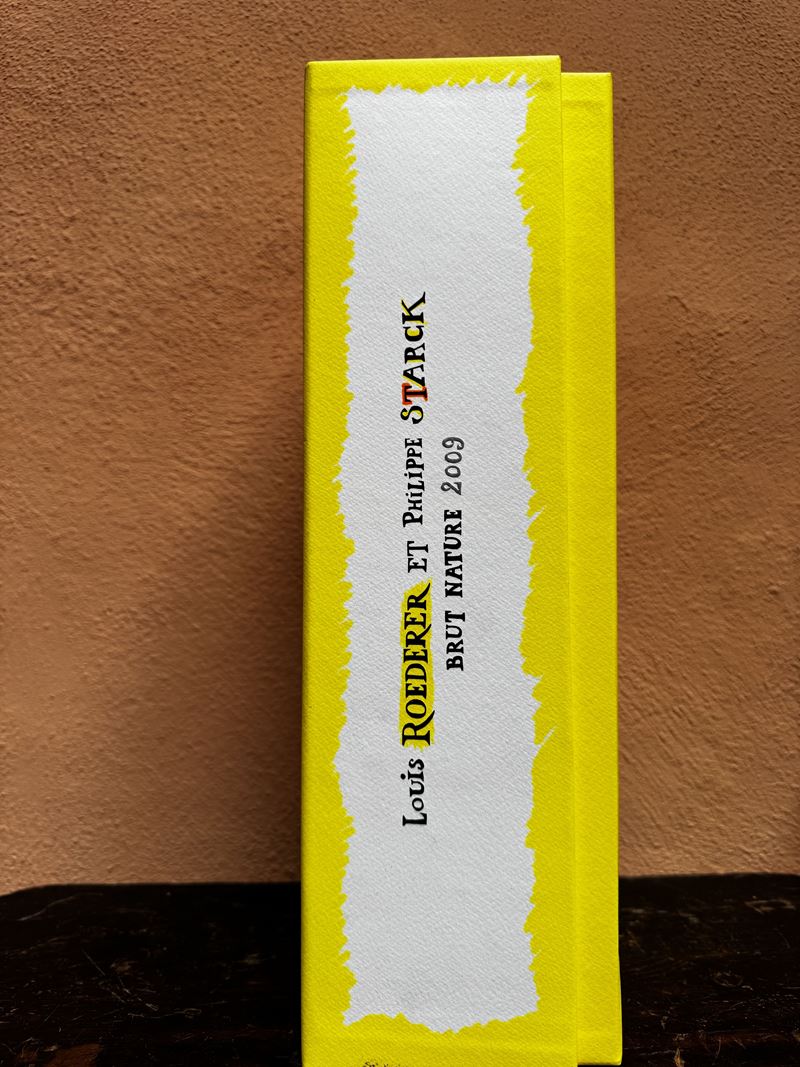 Louis ROEDERER ET PHiLiPPE STARCK
BRUT NATURE 2009